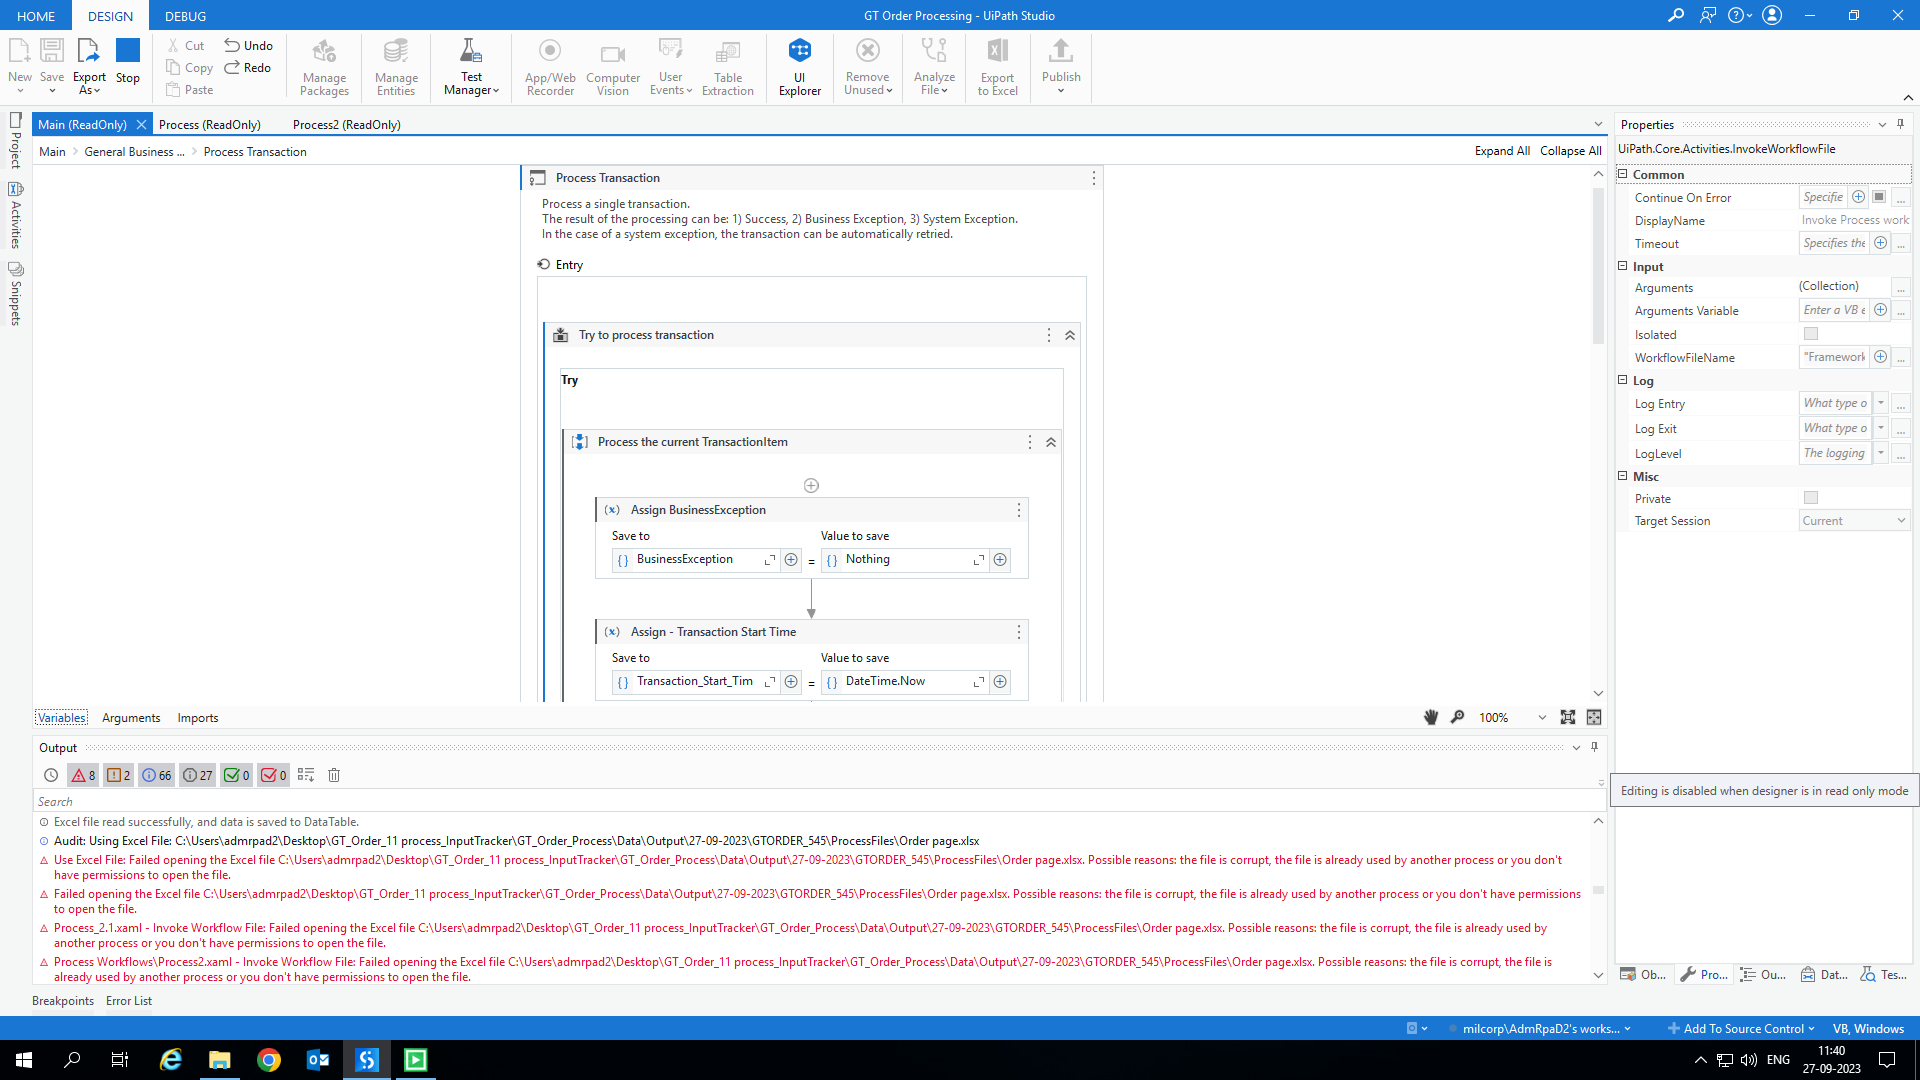 HOME DESIGN DEBUG GT Order Processing - UiPath Studio
New Save Export As Stop Cut Copy Paste Undo Redo Manage Packages Manage Entities Test Manager App/Web Recorder Computer Vision User Events Table Extraction UI Explorer Remove Unused Analyze File Export to Excel Publish
Project
Activities
Snippets
Main (ReadOnly) Process (ReadOnly) Process2 (ReadOnly)
Main General Business ... Process Transaction Expand All Collapse All
Process Transaction
Process a single transaction.
The result of the processing can be: 1) Success, 2) Business Exception, 3) System Exception.
In the case of a system exception, the transaction can be automatically retried.
Entry
Try to process transaction
Try
Process the current TransactionItem
Assign BusinessException
Save to Value to save
BusinessException = Nothing
Assign - Transaction Start Time
Save to Value to save
Transaction_Start_Tim = DateTime.Now
Variables Arguments Imports 100%
Properties
UiPath.Core.Activities.InvokeWorkflowFile
Common
Continue On Error Specifie ...
DisplayName Invoke Process work
Timeout Specifies the ...
Input
Arguments (Collection) ...
Arguments Variable Enter a VB e ...
Isolated
WorkflowFileName "Framework ...
Log
Log Entry What type o ...
Log Exit What type o ...
LogLevel The logging ...
Misc
Private
Target Session Current
Editing is disabled when designer is in read only mode
Ob... Pro... Ou... Dat... Tes...
Output
8 2 66 27 0 0
Search
Excel file read successfully, and data is saved to DataTable.
Audit: Using Excel File: C:\Users\admrpad2\Desktop\GT_Order_11 process_InputTracker\GT_Order_Process\Data\Output\27-09-2023\GTORDER_545\ProcessFiles\Order page.xlsx
Use Excel File: Failed opening the Excel file C:\Users\admrpad2\Desktop\GT_Order_11 process_InputTracker\GT_Order_Process\Data\Output\27-09-2023\GTORDER_545\ProcessFiles\Order page.xlsx. Possible reasons: the file is corrupt, the file is already used by another process or you don't
have permissions to open the file.
Failed opening the Excel file C:\Users\admrpad2\Desktop\GT_Order_11 process_InputTracker\GT_Order_Process\Data\Output\27-09-2023\GTORDER_545\ProcessFiles\Order page.xlsx. Possible reasons: the file is corrupt, the file is already used by another process or you don't have permissions
to open the file.
Process_2.1.xaml - Invoke Workflow File: Failed opening the Excel file C:\Users\admrpad2\Desktop\GT_Order_11 process_InputTracker\GT_Order_Process\Data\Output\27-09-2023\GTORDER_545\ProcessFiles\Order page.xlsx. Possible reasons: the file is corrupt, the file is already used by
another process or you don't have permissions to open the file.
Process Workflows\Process2.xaml - Invoke Workflow File: Failed opening the Excel file C:\Users\admrpad2\Desktop\GT_Order_11 process_InputTracker\GT_Order_Process\Data\Output\27-09-2023\GTORDER_545\ProcessFiles\Order page.xlsx. Possible reasons: the file is corrupt, the file is
already used by another process or you don't have permissions to open the file.
Breakpoints Error List
milcorp\AdmRpaD2's works... Add To Source Control VB, Windows
ENG 11:40
27-09-2023